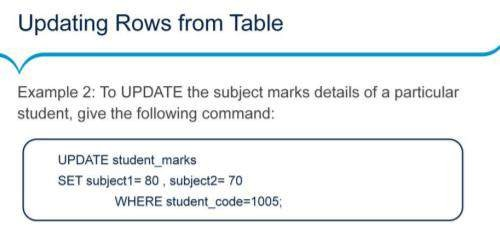 Updating Rows from Table
Example 2: To UPDATE the subject marks details of a particular
student, give the following command:
UPDATE student_marks
SET subject1= 80 , subject2= 70
WHERE student_code=1005;